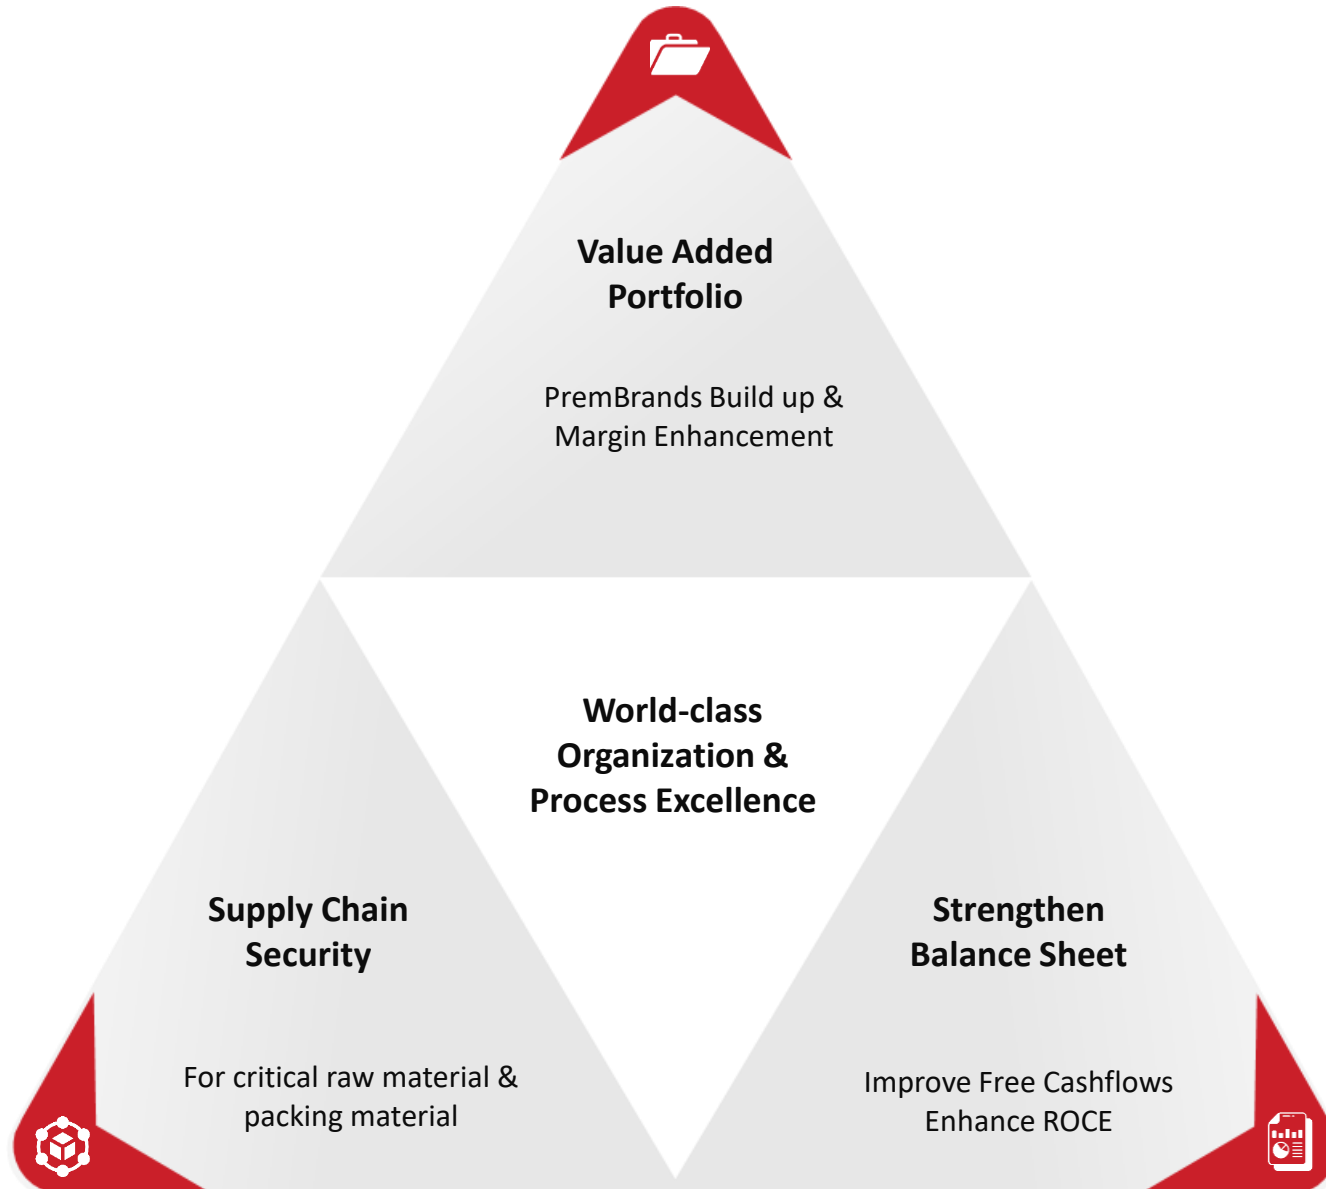 Value Added
Portfolio
PremBrands Build up &
Margin Enhancement
World-class
Organization &
Process Excellence
Supply Chain
Security
For critical raw material &
packing material
Strengthen
Balance Sheet
Improve Free Cashflows
Enhance ROCE